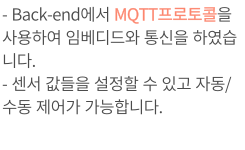 - Back-end에서 MQTT프로토콜을
사용하여 임베디드와 통신을 하였습
니다.
- 센서 값들을 설정할 수 있고 자동/
수동 제어가 가능합니다.